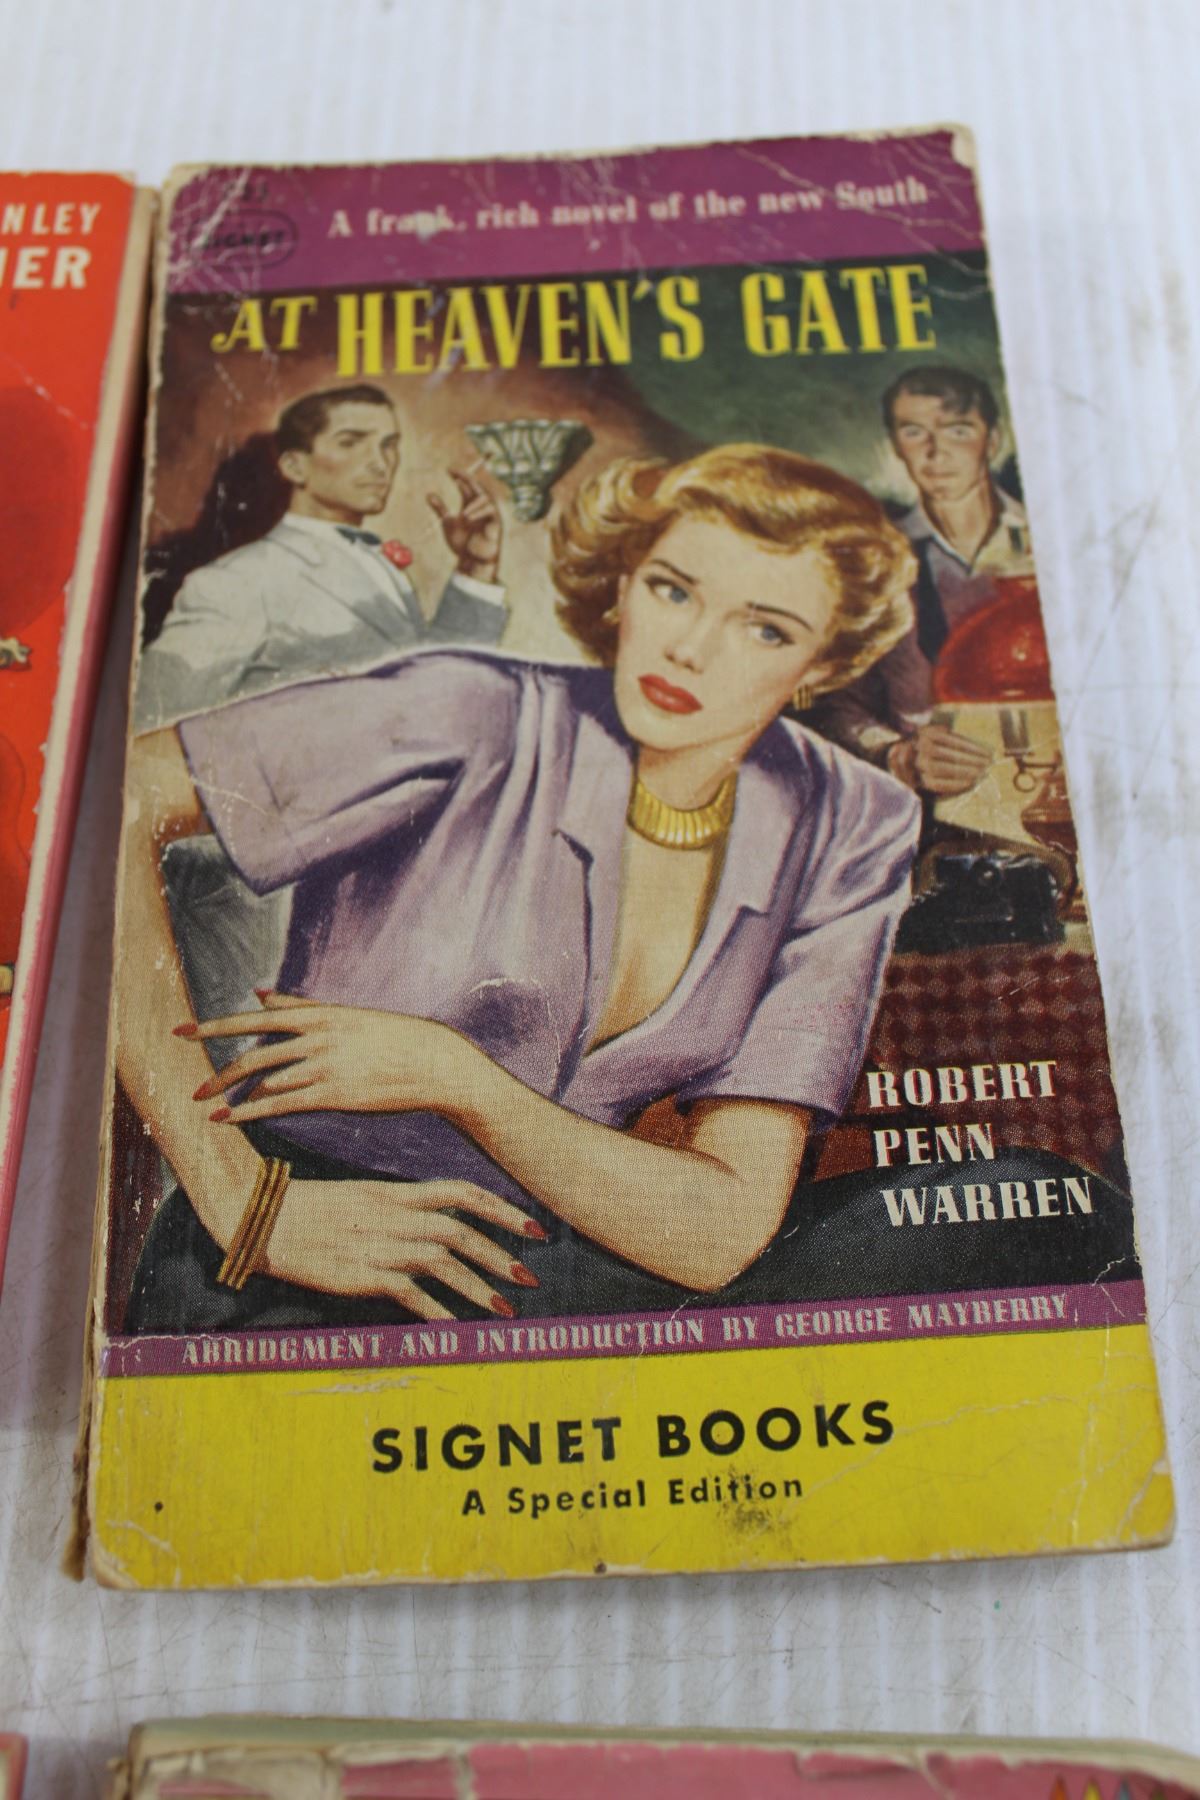 NLEY
A frank, rich novel of the new South
SIGNET
AT HEAVEN'S GATE
ROBERT
PENN
WARREN
ABRIDGMENT AND INTRODUCTION BY GEORGE MAYBERRY
SIGNET BOOKS
A Special Edition